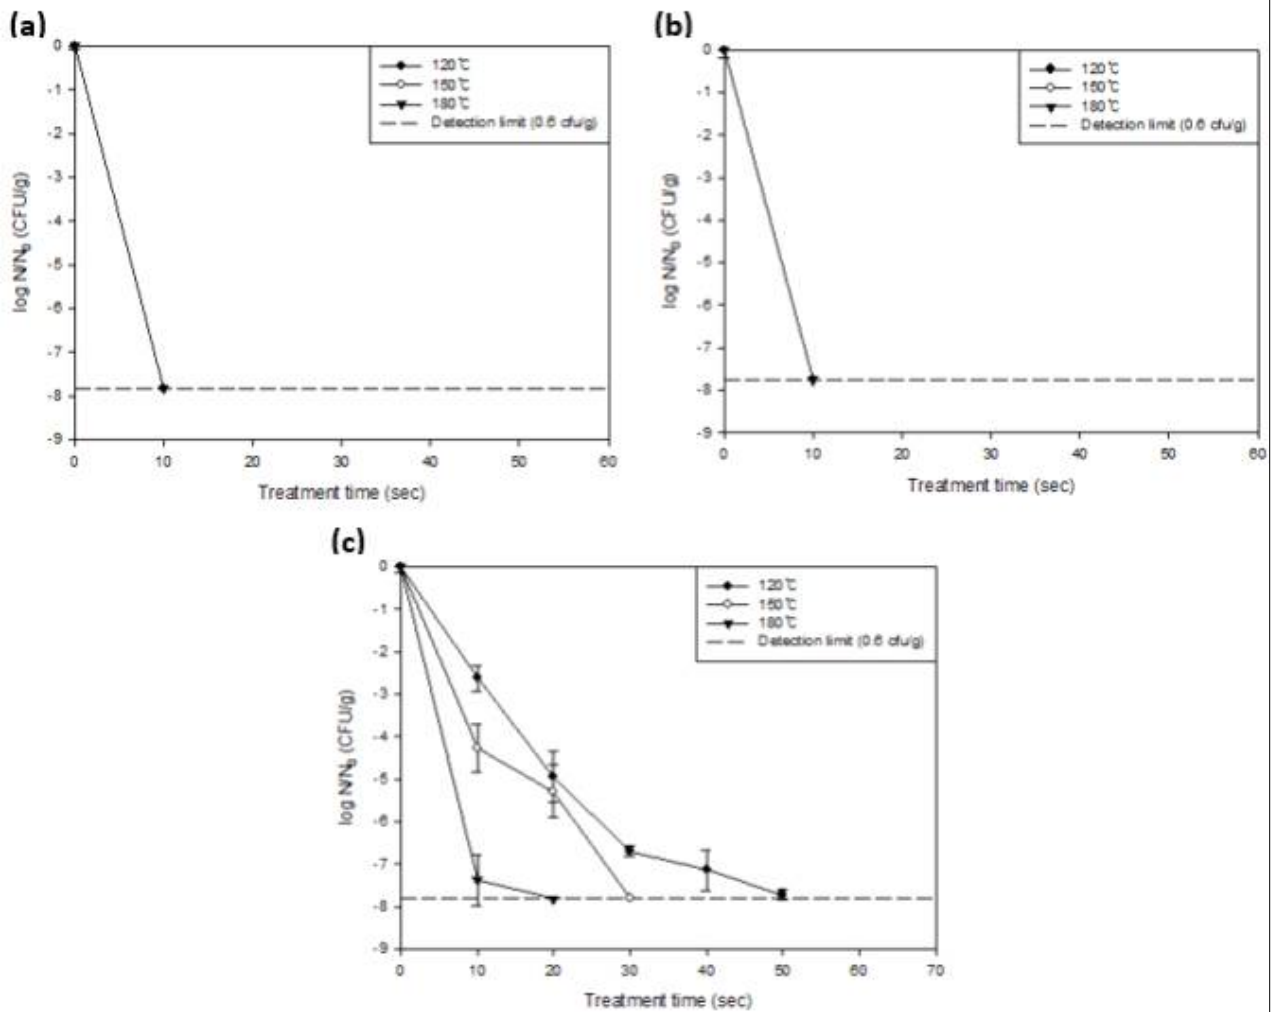 (a)
0
-1
-2
-3
-4
-5
-6
-7
-8
-9
log N/N₀ (CFU/g)
120℃
150℃
180℃
Detection limit (0.6 cfu/g)
0 10 20 30 40 50 60
Treatment time (sec)
(b)
0
-1
-2
-3
-4
-5
-6
-7
-8
-9
log N/N₀ (CFU/g)
120℃
150℃
180℃
Detection limit (0.6 cfu/g)
0 10 20 30 40 50 60
Treatment time (sec)
(c)
0
-1
-2
-3
-4
-5
-6
-7
-8
-9
log N/N₀ (CFU/g)
120℃
150℃
180℃
Detection limit (0.6 cfu/g)
0 10 20 30 40 50 60 70
Treatment time (sec)